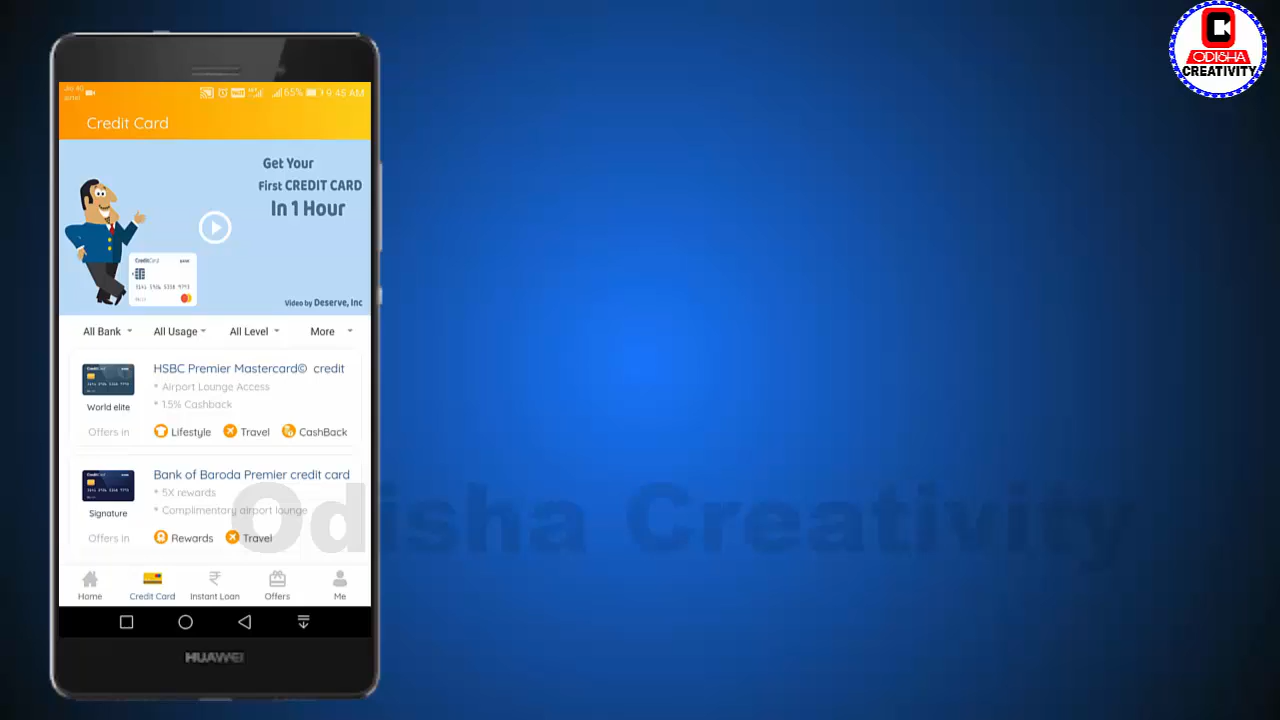 ODISHA
CREATIVITY
65% 9:45 AM
Credit Card
Get Your
First CREDIT CARD
In 1 Hour
CreditCard BANK
Video by Deserve, Inc
All Bank All Usage All Level More
HSBC Premier Mastercard© credit
* Airport Lounge Access
* 1.5% Cashback
World elite
Offers in Lifestyle Travel CashBack
Bank of Baroda Premier credit card
* 5X rewards
* Complimentary airport lounge
Signature
Offers in Rewards Travel
Odisha Creativity
Home Credit Card Instant Loan Offers Me
HUAWEI